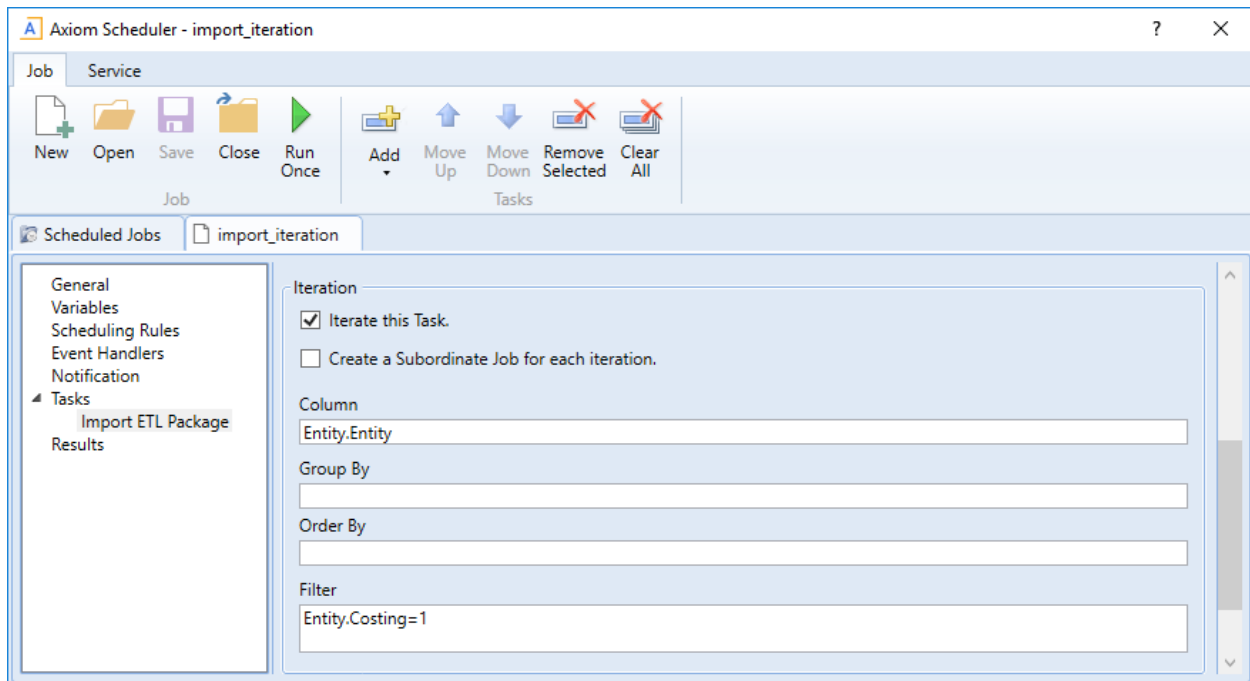 A Axiom Scheduler - import_iteration ?
Job Service
New Open Save Close Run Once Add Move Up Move Down Remove Selected Clear All
Job Tasks
Scheduled Jobs import_iteration
General
Variables
Scheduling Rules
Event Handlers
Notification
Tasks
Import ETL Package
Results
Iteration
Iterate this Task.
Create a Subordinate Job for each iteration.
Column
Entity.Entity
Group By
Order By
Filter
Entity.Costing=1